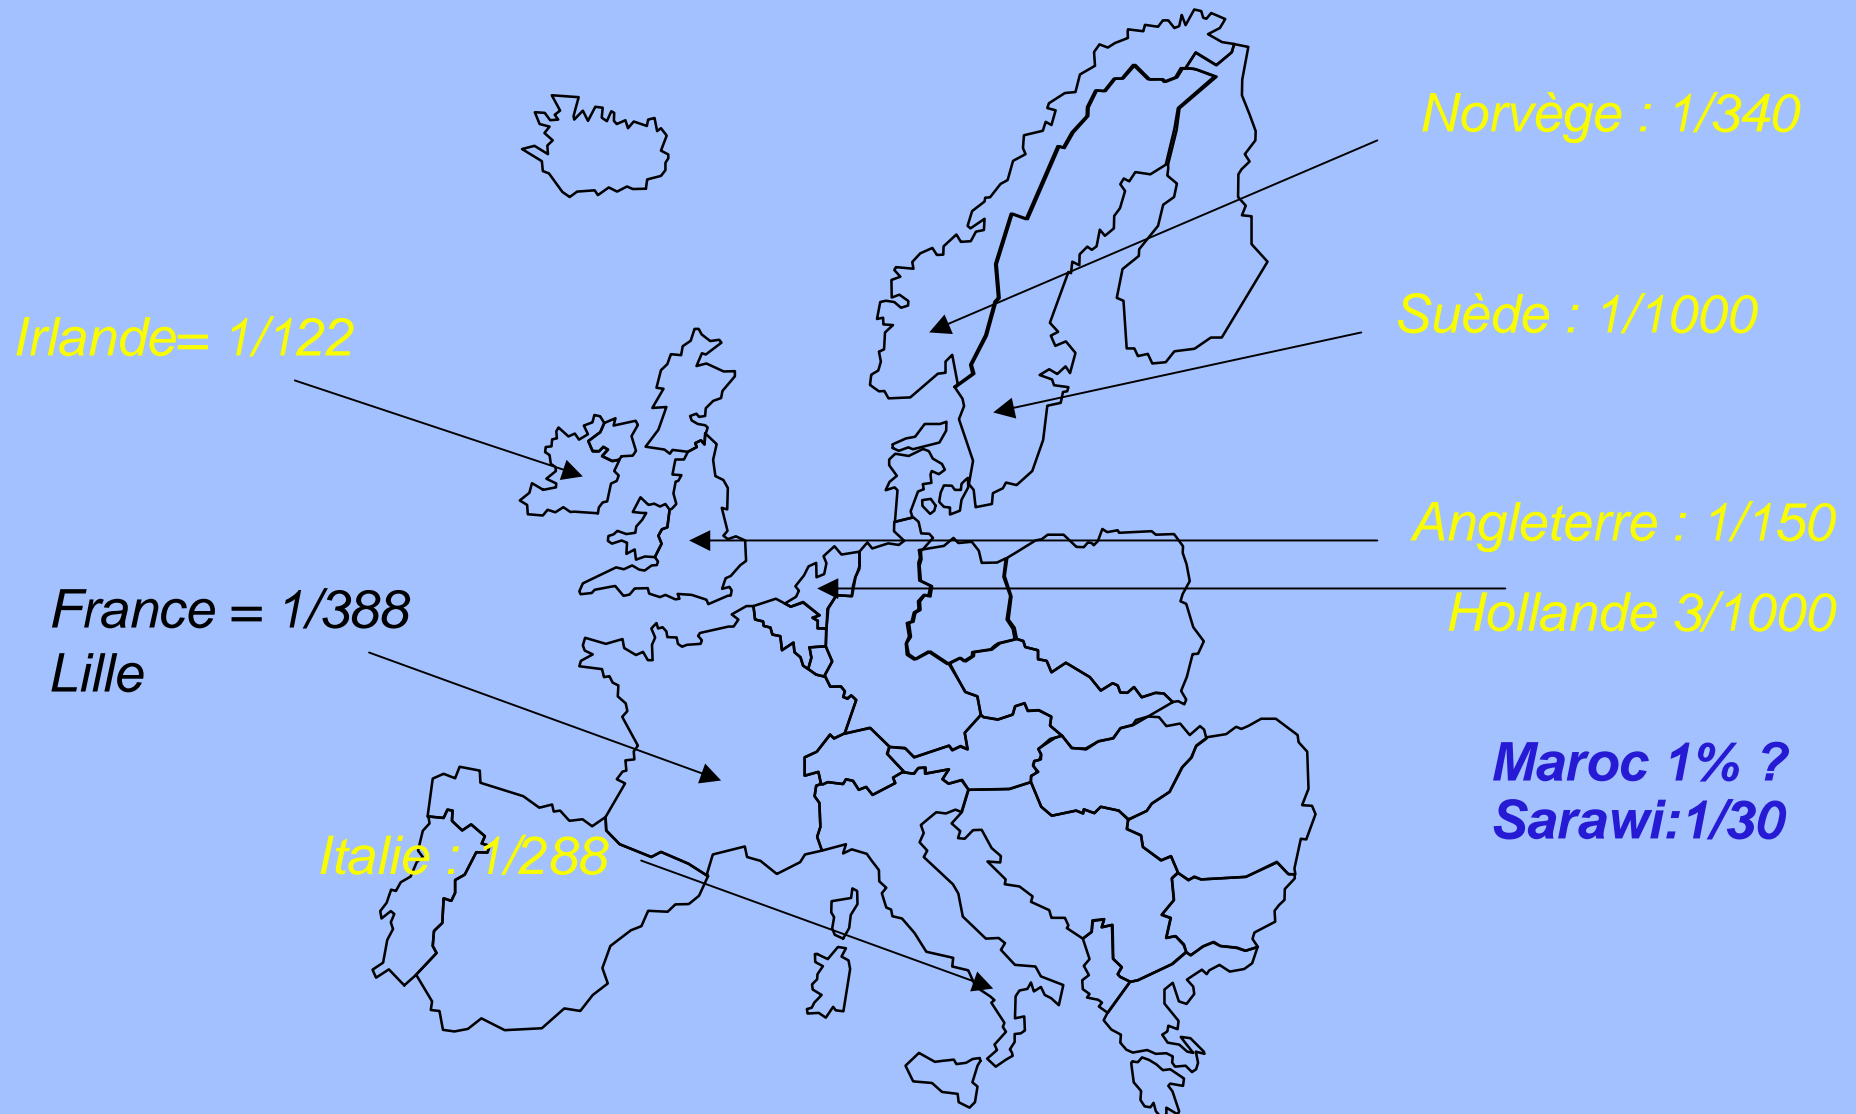 Norvège : 1/340
Suède : 1/1000
Irlande= 1/122
Angleterre : 1/150
France = 1/388
Lille
Hollande 3/1000
Maroc 1% ?
Sarawi:1/30
Italie : 1/288